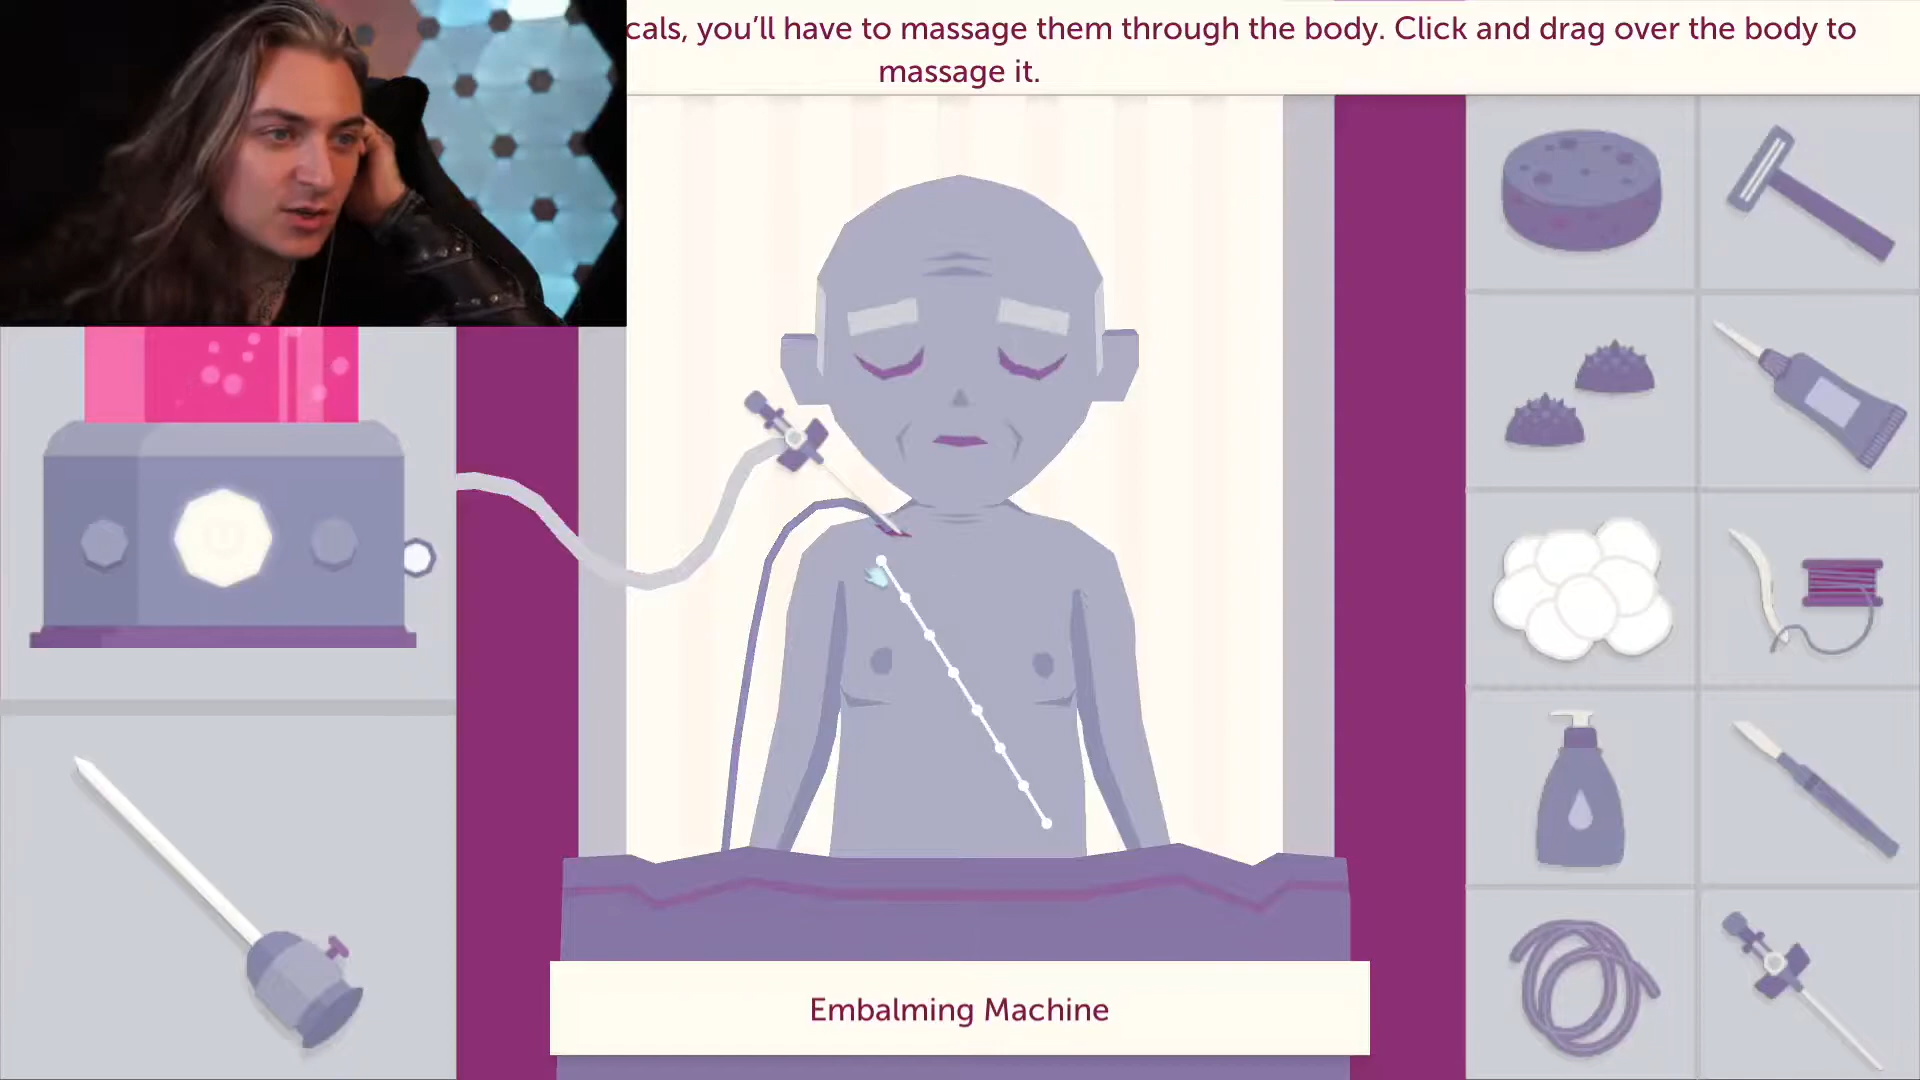 cals, you'll have to massage them through the body. Click and drag over the body to
massage it.
Embalming Machine